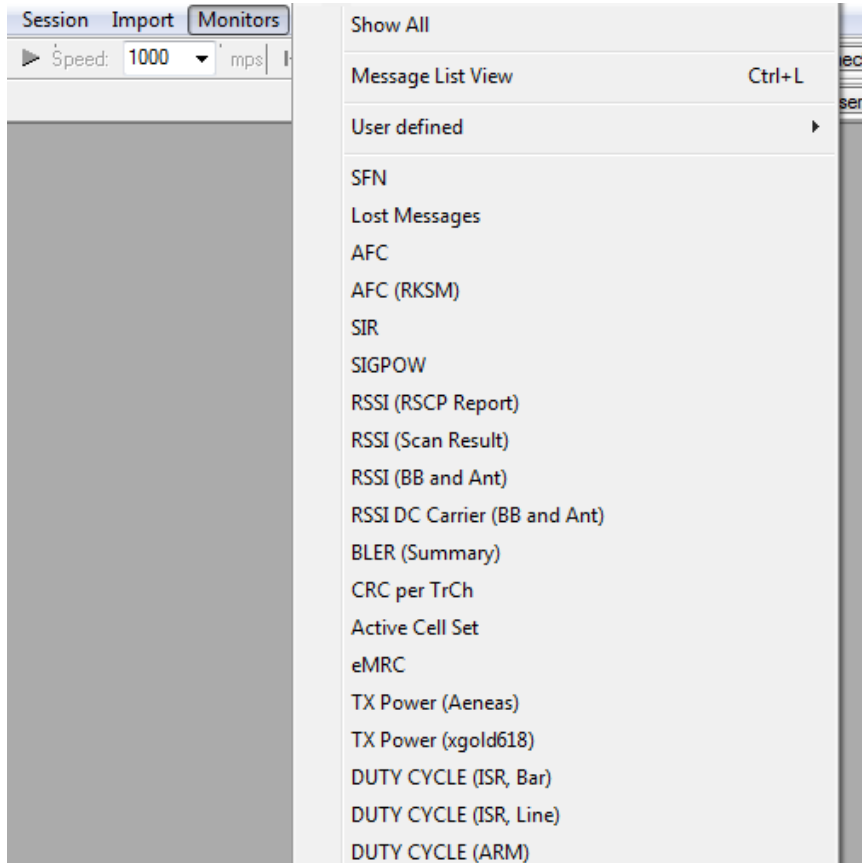 Session Import Monitors
Speed: 1000 mps
Show All
Message List View Ctrl+L
User defined
SFN
Lost Messages
AFC
AFC (RKSM)
SIR
SIGPOW
RSSI (RSCP Report)
RSSI (Scan Result)
RSSI (BB and Ant)
RSSI DC Carrier (BB and Ant)
BLER (Summary)
CRC per TrCh
Active Cell Set
eMRC
TX Power (Aeneas)
TX Power (xgold618)
DUTY CYCLE (ISR, Bar)
DUTY CYCLE (ISR, Line)
DUTY CYCLE (ARM)